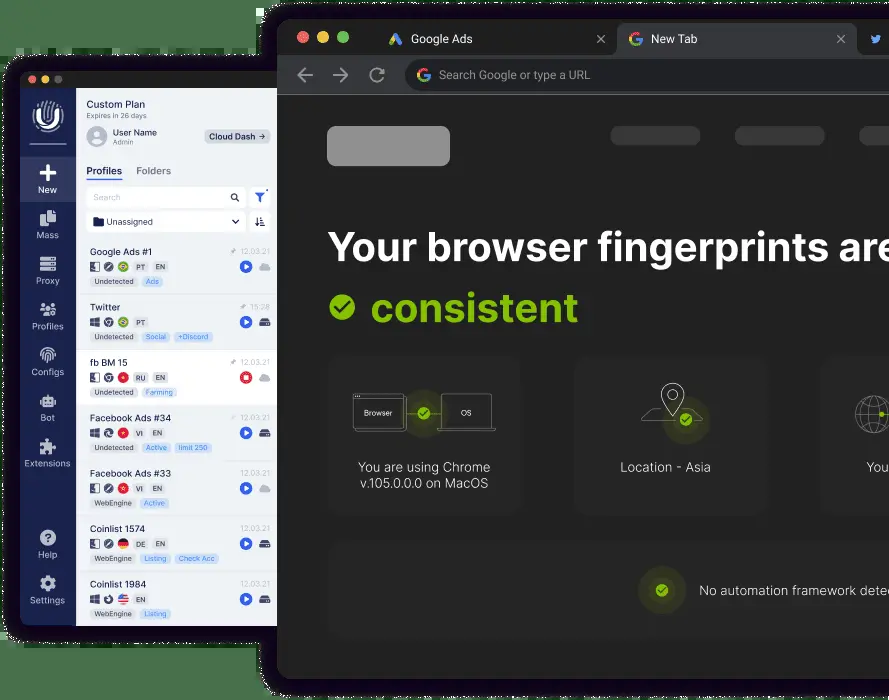 Custom Plan
Expires in 26 days
User Name
Admin
Cloud Dash →
Profiles
Folders
Search
Unassigned
New
Mass
Proxy
Profiles
Configs
Bot
Extensions
Help
Settings
Google Ads #1
12.03.21
PT
EN
Undetected
Ads
Twitter
15:28
PT
Undetected
Social
+Discord
fb BM 15
12.03.21
RU
EN
Undetected
Farming
Facebook Ads #34
12.03.21
VI
EN
Undetected
Active
limit 250
Facebook Ads #33
12.03.21
VI
EN
WebEngine
Active
Coinlist 1574
12.03.21
DE
EN
WebEngine
Listing
Check Acc
Coinlist 1984
12.03.21
EN
WebEngine
Listing
Google Ads
New Tab
Search Google or type a URL
Your browser fingerprints are
consistent
Browser
OS
You are using Chrome
v.105.0.0.0 on MacOS
Location - Asia
You
No automation framework dete